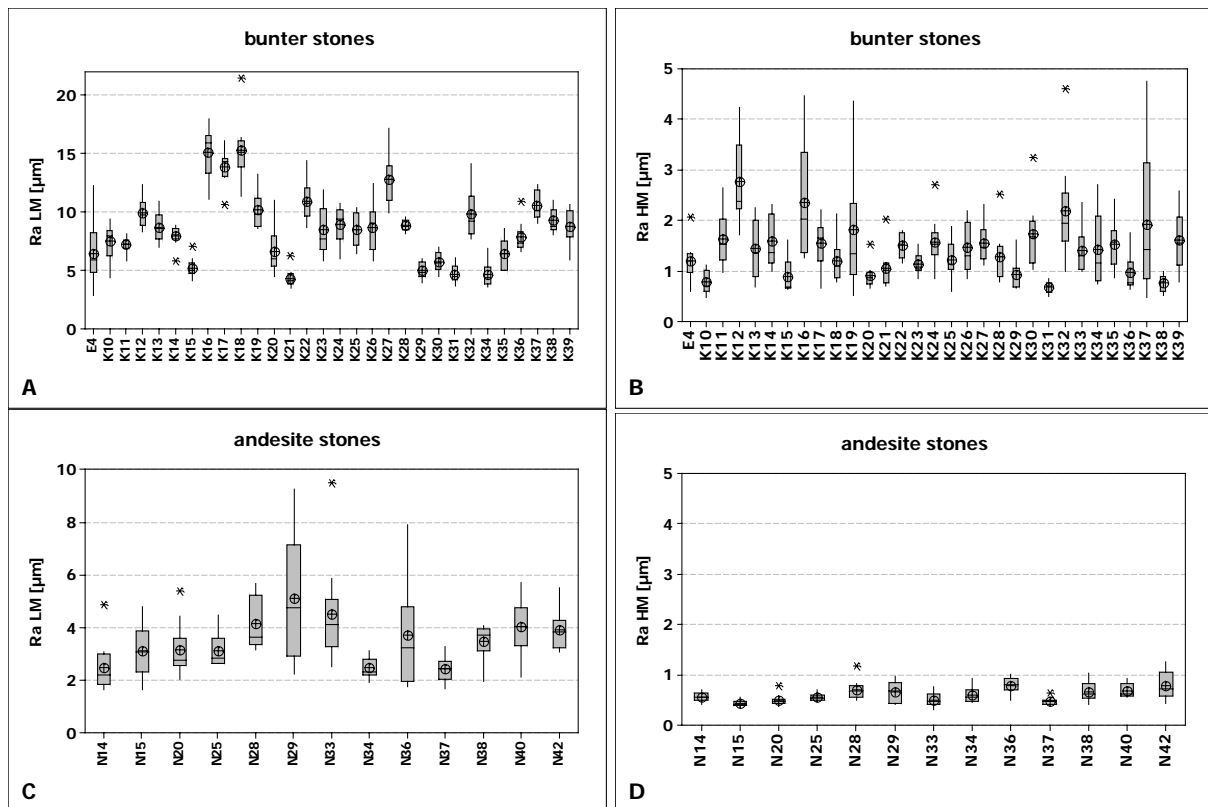 bunter stones
Ra LM [µm]
20
15
10
5
0
E4 K10 K11 K12 K13 K14 K15 K16 K17 K18 K19 K20 K21 K22 K23 K24 K25 K26 K27 K28 K29 K30 K31 K32 K34 K35 K36 K37 K38 K39
A
bunter stones
Ra HM [µm]
5
4
3
2
1
0
E4 K10 K11 K12 K13 K14 K15 K16 K17 K18 K19 K20 K21 K22 K23 K24 K25 K26 K27 K28 K29 K30 K31 K32 K33 K34 K35 K36 K37 K38 K39
B
andesite stones
Ra LM [µm]
10
8
6
4
2
0
N14 N15 N20 N25 N28 N29 N33 N34 N36 N37 N38 N40 N42
C
andesite stones
Ra HM [µm]
5
4
3
2
1
0
N14 N15 N20 N25 N28 N29 N33 N34 N36 N37 N38 N40 N42
D